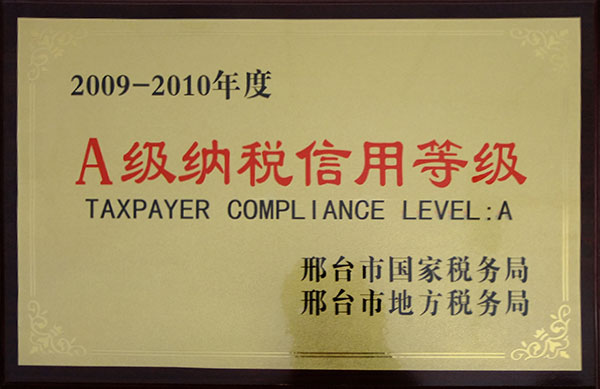 2009-2010年度
A级纳税信用等级
TAXPAYER COMPLIANCE LEVEL:A
邢台市国家税务局
邢台市地方税务局